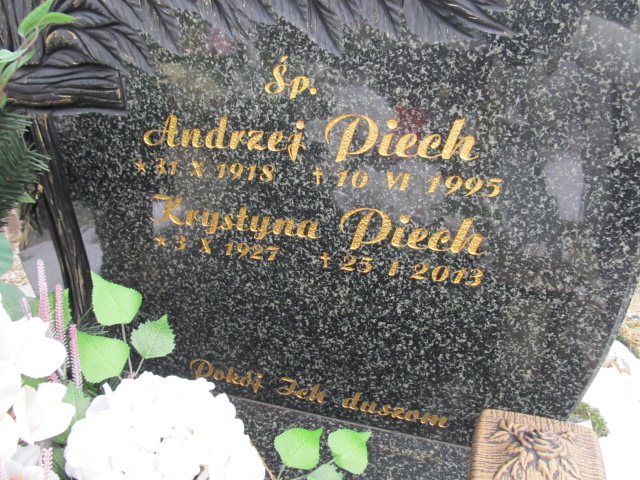 Śp.
Andrzej Piech
* 31 X 1918 † 10 VI 1995
Krystyna Piech
* 3 X 1927 † 25 I 2013
Pokój Ich duszom